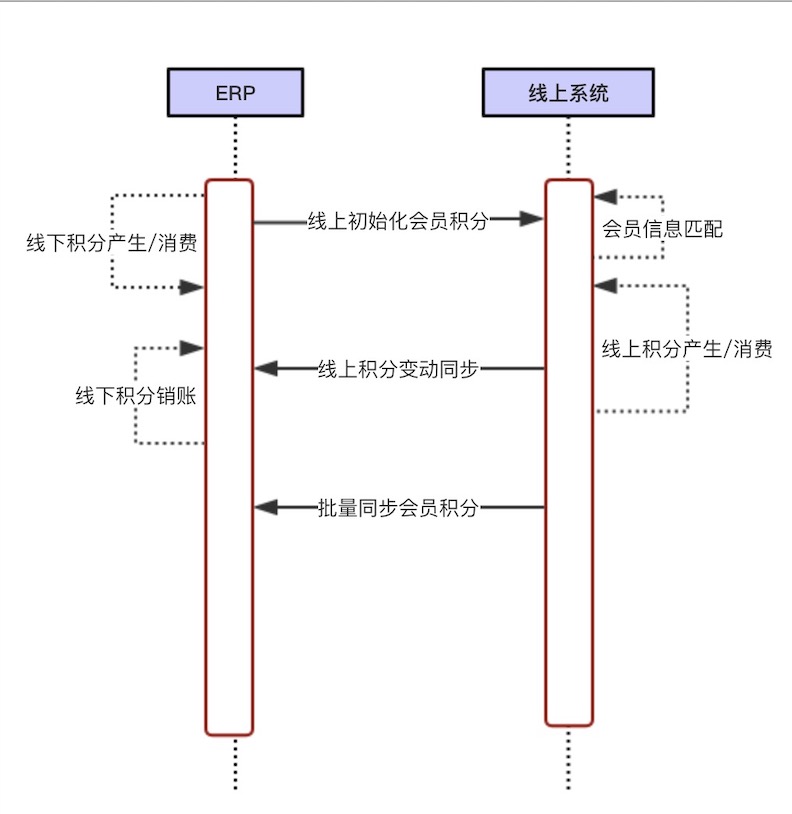 ERP
线上系统
线上初始化会员积分
会员信息匹配
线下积分产生/消费
线上积分产生/消费
线上积分变动同步
线下积分销账
批量同步会员积分